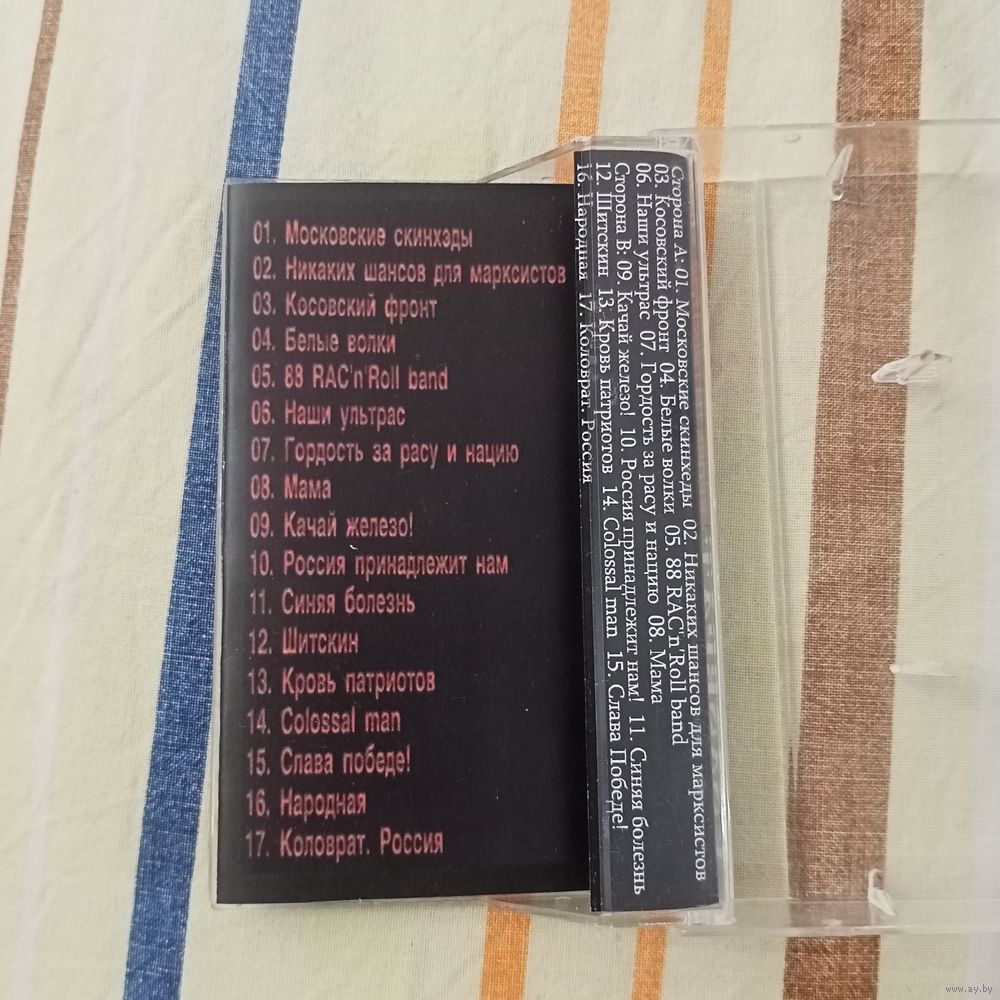 01. Московские скинхэды
02. Никаких шансов для марксистов
03. Косовский фронт
04. Белые волки
05. 88 RAC'n'Roll band
06. Наши ультрас
07. Гордость за расу и нацию
08. Мама
09. Качай железо!
10. Россия принадлежит нам
11. Синяя болезнь
12. Шитскин
13. Кровь патриотов
14. Colossal man
15. Слава победе!
16. Народная
17. Коловрат. Россия
Сторона А: 01. Московские скинхеды 02. Никаких шансов для марксистов
03. Косовский фронт 04. Белые волки 05. 88 RAC'n'Roll band
06. Наши ультрас 07. Гордость за расу и нацию 08. Мама
Сторона В: 09. Качай железо! 10. Россия принадлежит нам! 11. Синяя болезнь
12. Шитскин 13. Кровь патриотов 14. Colossal man 15. Слава Победе!
16. Народная 17. Коловрат. Россия
www.ay.by